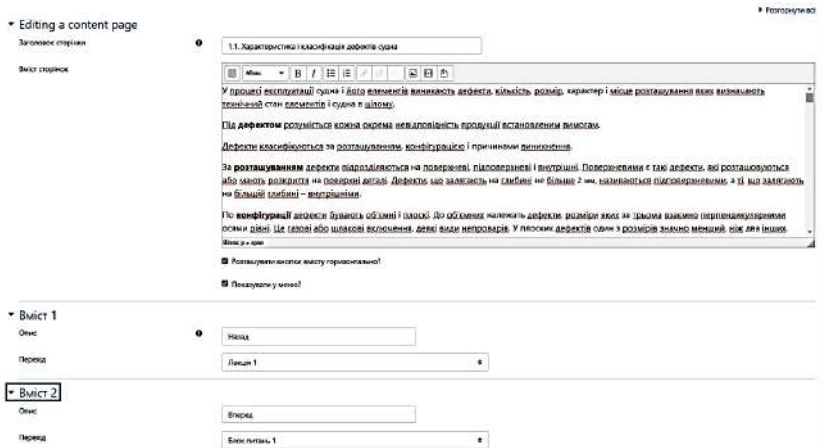 Розгорнути всі
Editing a content page
Заголовок сторінки
1.1. Характеристика і класифікація дефектів судна
Вміст сторінок
Абзац
У процесі експлуатації судна і його елементів виникають дефекти, кількість, розмір, характер і місце розташування яких визначають
технічний стан елементів і судна в цілому.
Під дефектом розуміється кожна окрема невідповідність продукції встановленим вимогам.
Дефекти класифікуються за розташуванням, конфігурацією і причинами виникнення.
За розташуванням дефекти підрозділяються на поверхневі, підповерхневі і внутрішні. Поверхневими є такі дефекти, які розташовуються
або мають розкриття на поверхні деталі. Дефекти, що залягають на глибині не більше 2 мм, називаються підповерхневими, а ті, що залягають
на більшій глибині – внутрішніми.
По конфігурації дефекти бувають об'ємні і плоскі. До об'ємних належать дефекти, розміри яких за трьома взаємно перпендикулярними
осями рівні. Це газові або шлакові включення, деякі види непроварів. У плоских дефектів один з розмірів значно менший, ніж два інших.
Шлях: p » span
Розташувати кнопки вмісту горизонтально?
Показувати у меню?
Вміст 1
Опис
Назад
Перехід
Лекція 1
Вміст 2
Опис
Вперед
Перехід
Блок питань 1